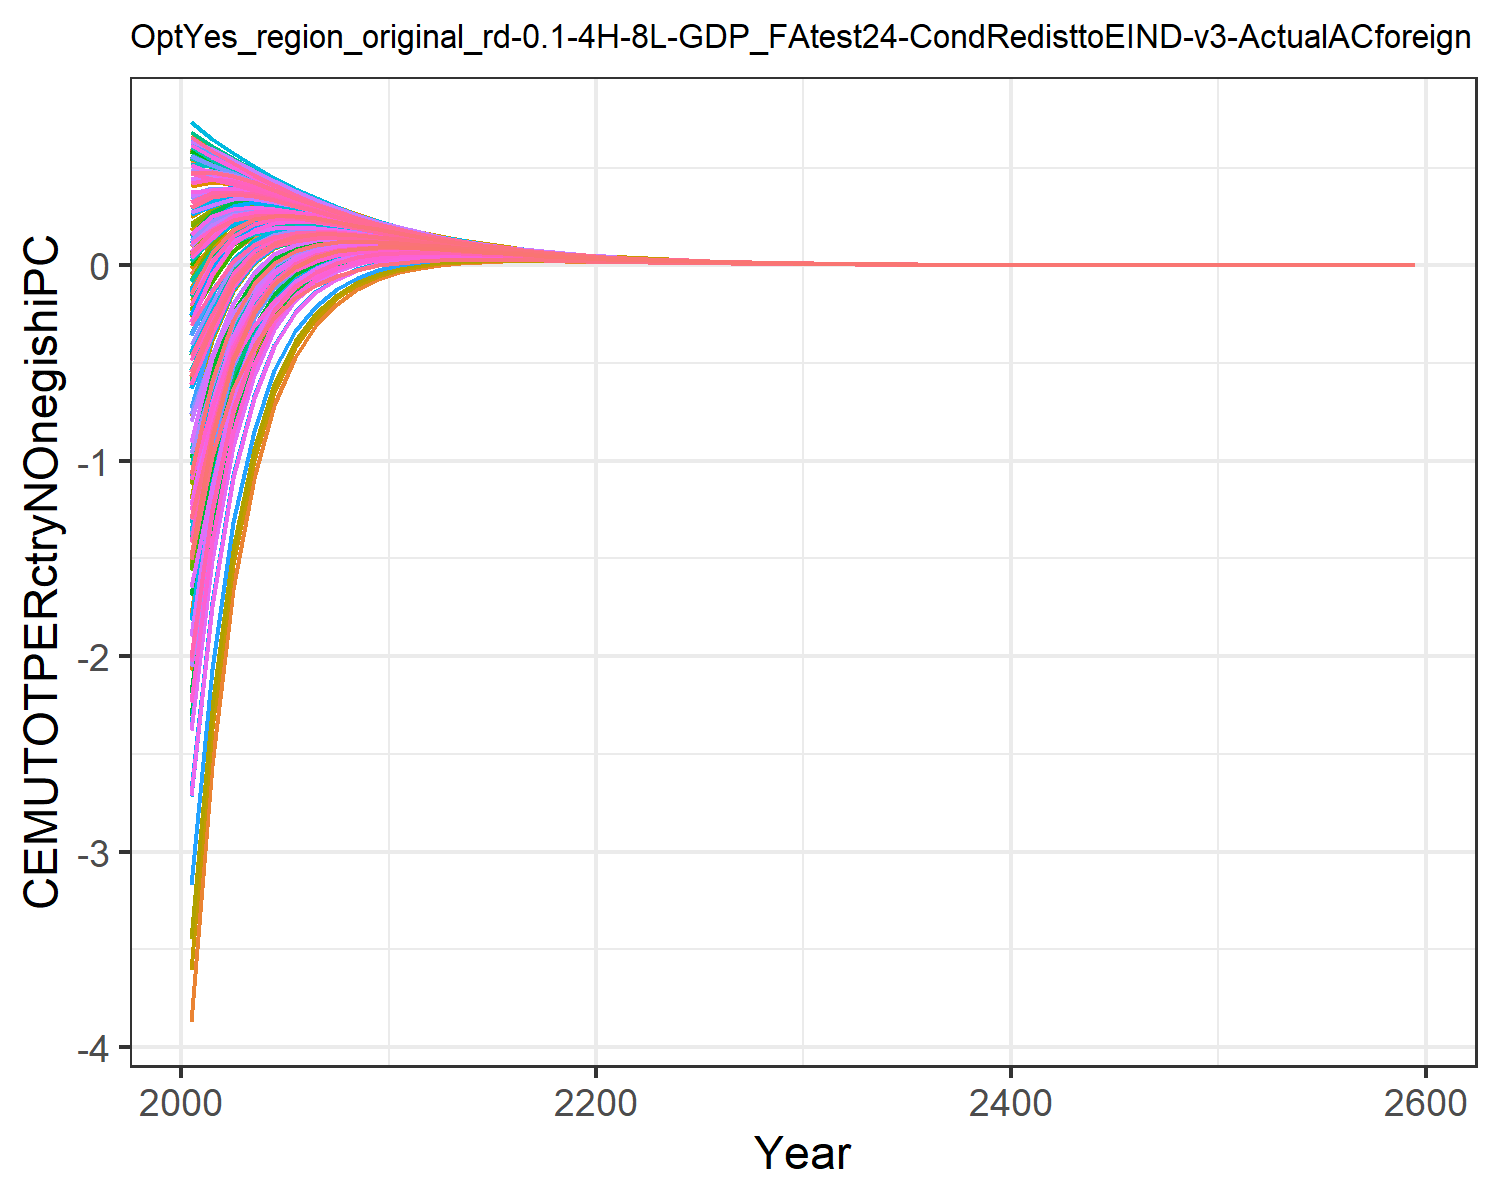 OptYes_region_original_rd-0.1-4H-8L-GDP_FAtest24-CondRedisttoEIND-v3-ActualACforeign
CEMUTOTPERctryNOnegishiPC
0
-1
-2
-3
-4
2000 2200 2400 2600
Year